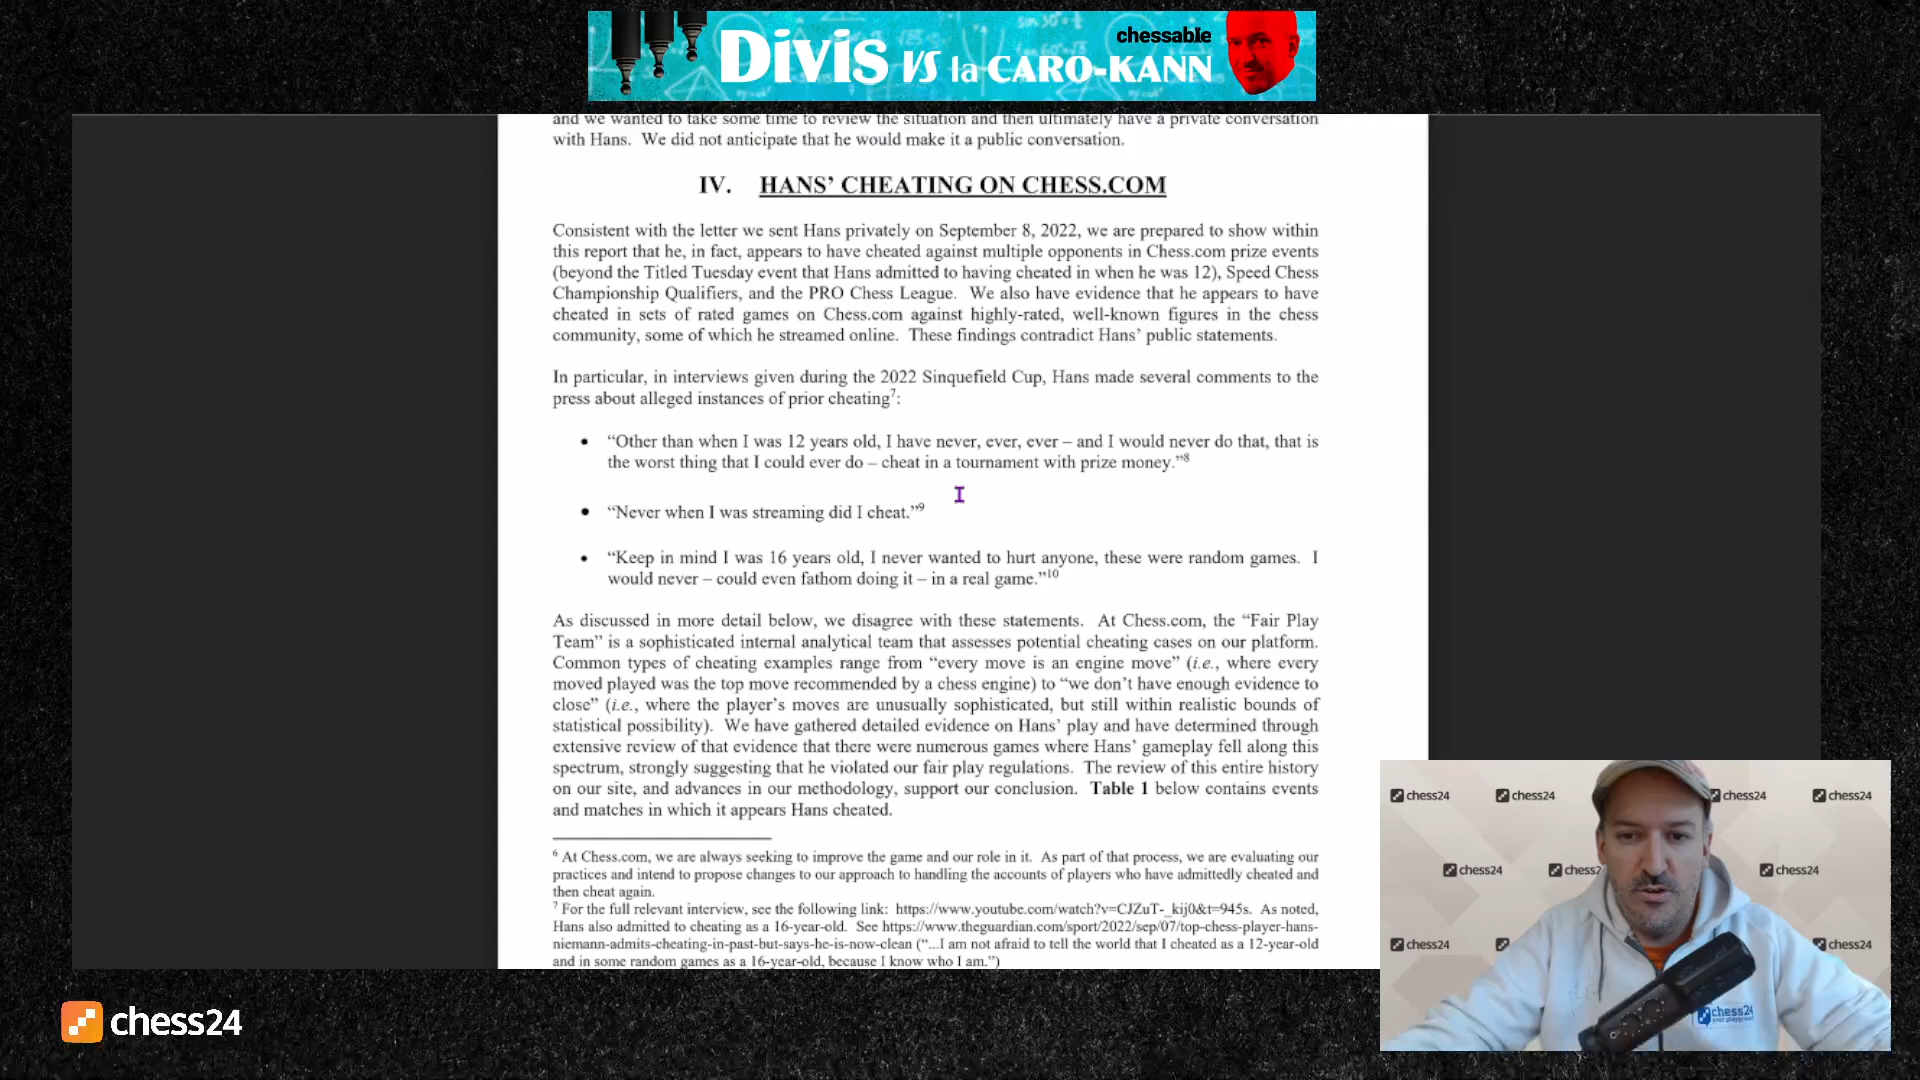 chessable
Divis vs la CARO-KANN
and we wanted to take some time to review the situation and then ultimately have a private conversation
with Hans. We did not anticipate that he would make it a public conversation.
IV. HANS’ CHEATING ON CHESS.COM
Consistent with the letter we sent Hans privately on September 8, 2022, we are prepared to show within
this report that he, in fact, appears to have cheated against multiple opponents in Chess.com prize events
(beyond the Titled Tuesday event that Hans admitted to having cheated in when he was 12), Speed Chess
Championship Qualifiers, and the PRO Chess League. We also have evidence that he appears to have
cheated in sets of rated games on Chess.com against highly-rated, well-known figures in the chess
community, some of which he streamed online. These findings contradict Hans’ public statements.
In particular, in interviews given during the 2022 Sinquefield Cup, Hans made several comments to the
press about alleged instances of prior cheating7:
• “Other than when I was 12 years old, I have never, ever, ever – and I would never do that, that is
the worst thing that I could ever do – cheat in a tournament with prize money.”8
• “Never when I was streaming did I cheat.”9
• “Keep in mind I was 16 years old, I never wanted to hurt anyone, these were random games. I
would never – could even fathom doing it – in a real game.”10
As discussed in more detail below, we disagree with these statements. At Chess.com, the “Fair Play
Team” is a sophisticated internal analytical team that assesses potential cheating cases on our platform.
Common types of cheating examples range from “every move is an engine move” (i.e., where every
moved played was the top move recommended by a chess engine) to “we don’t have enough evidence to
close” (i.e., where the player’s moves are unusually sophisticated, but still within realistic bounds of
statistical possibility). We have gathered detailed evidence on Hans’ play and have determined through
extensive review of that evidence that there were numerous games where Hans’ gameplay fell along this
spectrum, strongly suggesting that he violated our fair play regulations. The review of this entire history
on our site, and advances in our methodology, support our conclusion. Table 1 below contains events
and matches in which it appears Hans cheated.
6 At Chess.com, we are always seeking to improve the game and our role in it. As part of that process, we are evaluating our
practices and intend to propose changes to our approach to handling the accounts of players who have admittedly cheated and
then cheat again.
7 For the full relevant interview, see the following link: https://www.youtube.com/watch?v=CJZuT-_kij0&t=945s. As noted,
Hans also admitted to cheating as a 16-year-old. See https://www.theguardian.com/sport/2022/sep/07/top-chess-player-hans-
niemann-admits-cheating-in-past-but-says-he-is-now-clean (“...I am not afraid to tell the world that I cheated as a 12-year-old
and in some random games as a 16-year-old, because I know who I am.”)
chess24 chess24 chess24 chess24
chess24 chess2 chess24
chess24 chess24
chess24
chess24